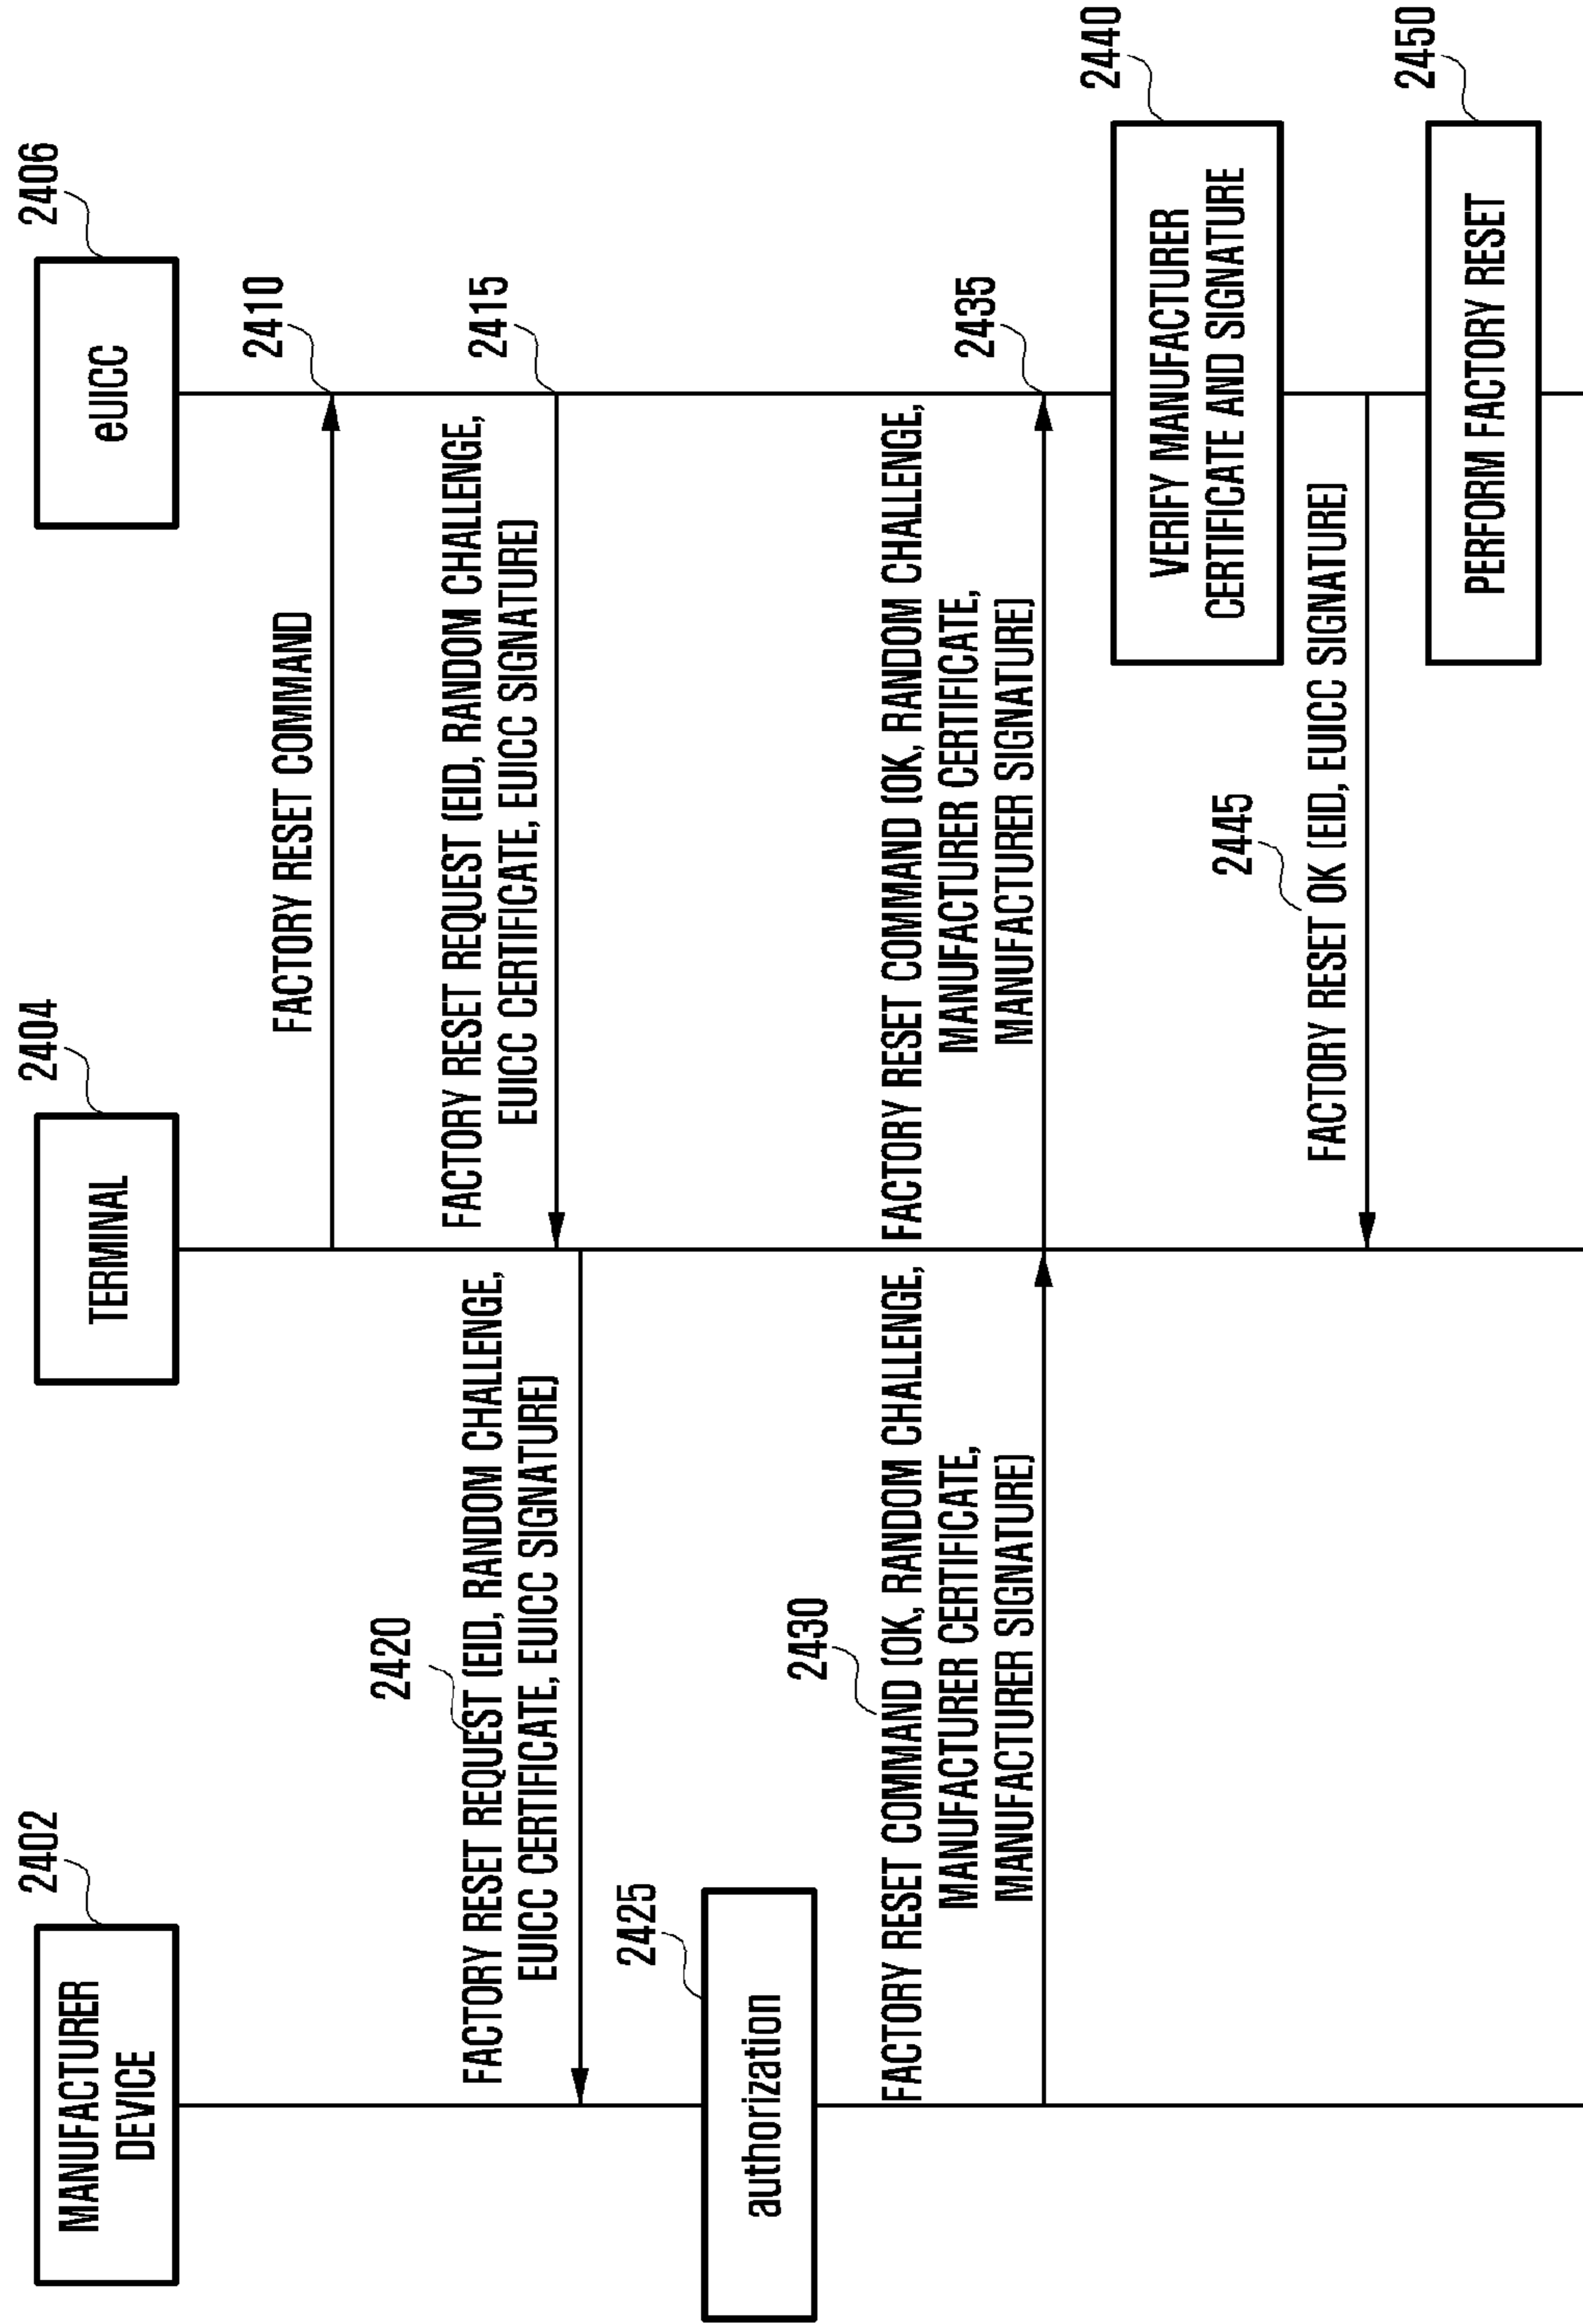 2402
2404
2406
MANUFACTURER
DEVICE
TERMINAL
eUICC
2410
FACTORY RESET COMMAND
2415
FACTORY RESET REQUEST (EID, RANDOM CHALLENGE,
EUICC CERTIFICATE, EUICC SIGNATURE)
2420
FACTORY RESET REQUEST (EID, RANDOM CHALLENGE,
EUICC CERTIFICATE, EUICC SIGNATURE)
2425
authorization
2430
FACTORY RESET COMMAND (OK, RANDOM CHALLENGE,
MANUFACTURER CERTIFICATE,
MANUFACTURER SIGNATURE)
2435
FACTORY RESET COMMAND (OK, RANDOM CHALLENGE,
MANUFACTURER CERTIFICATE,
MANUFACTURER SIGNATURE)
2440
VERIFY MANUFACTURER
CERTIFICATE AND SIGNATURE
2445
FACTORY RESET OK (EID, EUICC SIGNATURE)
2450
PERFORM FACTORY RESET